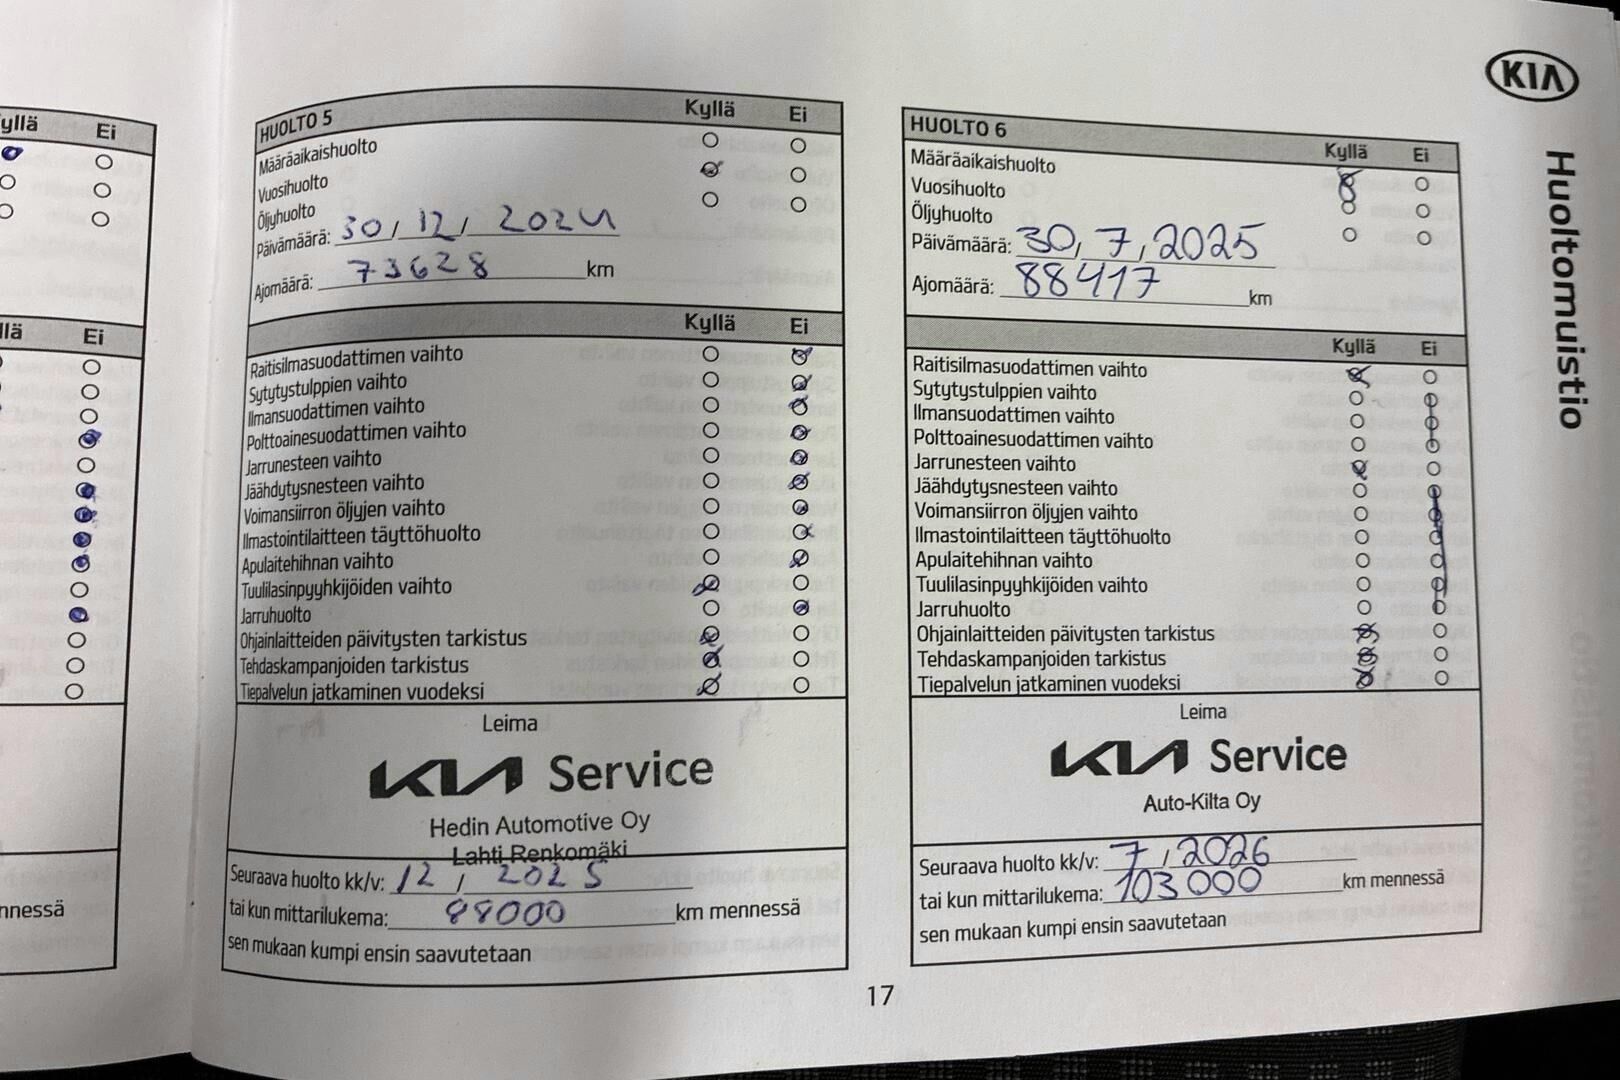 yllä Ei
llä Ei
nnessä
HUOLTO 5 Kyllä Ei
Määräaikaishuolto
Vuosihuolto
Öljyhuolto
Päivämäärä: 30 / 12 / 2024
Ajomäärä: 73628 km
Kyllä Ei
Raitisilmasuodattimen vaihto
Sytytystulppien vaihto
Ilmansuodattimen vaihto
Polttoainesuodattimen vaihto
Jarrunesteen vaihto
Jäähdytysnesteen vaihto
Voimansiirron öljyjen vaihto
Ilmastointilaitteen täyttöhuolto
Apulaitehihnan vaihto
Tuulilasinpyyhkijöiden vaihto
Jarruhuolto
Ohjainlaitteiden päivitysten tarkistus
Tehdaskampanjoiden tarkistus
Tiepalvelun jatkaminen vuodeksi
Leima
KIA Service
Hedin Automotive Oy
Lahti Renkomäki
Seuraava huolto kk/v: 12 / 2025
tai kun mittarilukema: 88000 km mennessä
sen mukaan kumpi ensin saavutetaan
HUOLTO 6 Kyllä Ei
Määräaikaishuolto
Vuosihuolto
Öljyhuolto
Päivämäärä: 30 / 7 / 2025
Ajomäärä: 88417 km
Kyllä Ei
Raitisilmasuodattimen vaihto
Sytytystulppien vaihto
Ilmansuodattimen vaihto
Polttoainesuodattimen vaihto
Jarrunesteen vaihto
Jäähdytysnesteen vaihto
Voimansiirron öljyjen vaihto
Ilmastointilaitteen täyttöhuolto
Apulaitehihnan vaihto
Tuulilasinpyyhkijöiden vaihto
Jarruhuolto
Ohjainlaitteiden päivitysten tarkistus
Tehdaskampanjoiden tarkistus
Tiepalvelun jatkaminen vuodeksi
Leima
KIA Service
Auto-Kilta Oy
Seuraava huolto kk/v: 7 / 2026
tai kun mittarilukema: 103000 km mennessä
sen mukaan kumpi ensin saavutetaan
KIA
Huoltomuistio
17